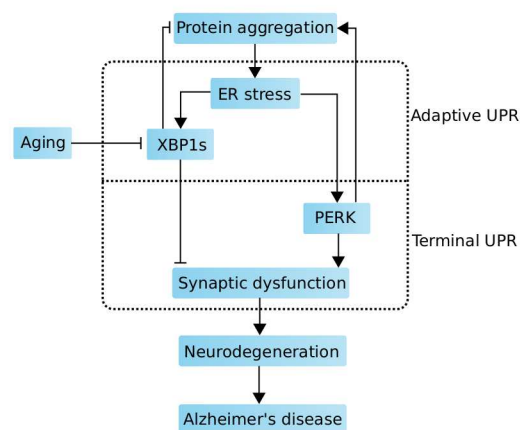 Protein aggregation
ER stress
Adaptive UPR
Aging
XBP1s
PERK
Terminal UPR
Synaptic dysfunction
Neurodegeneration
Alzheimer's disease